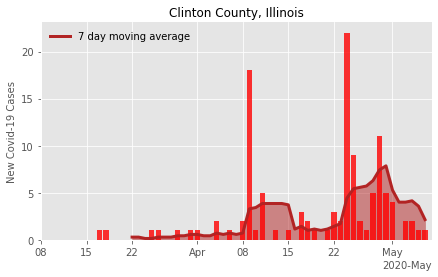 Clinton County, Illinois
7 day moving average
New Covid-19 Cases
20
15
10
5
0
08 15 22 Apr 08 15 22 May
2020-May